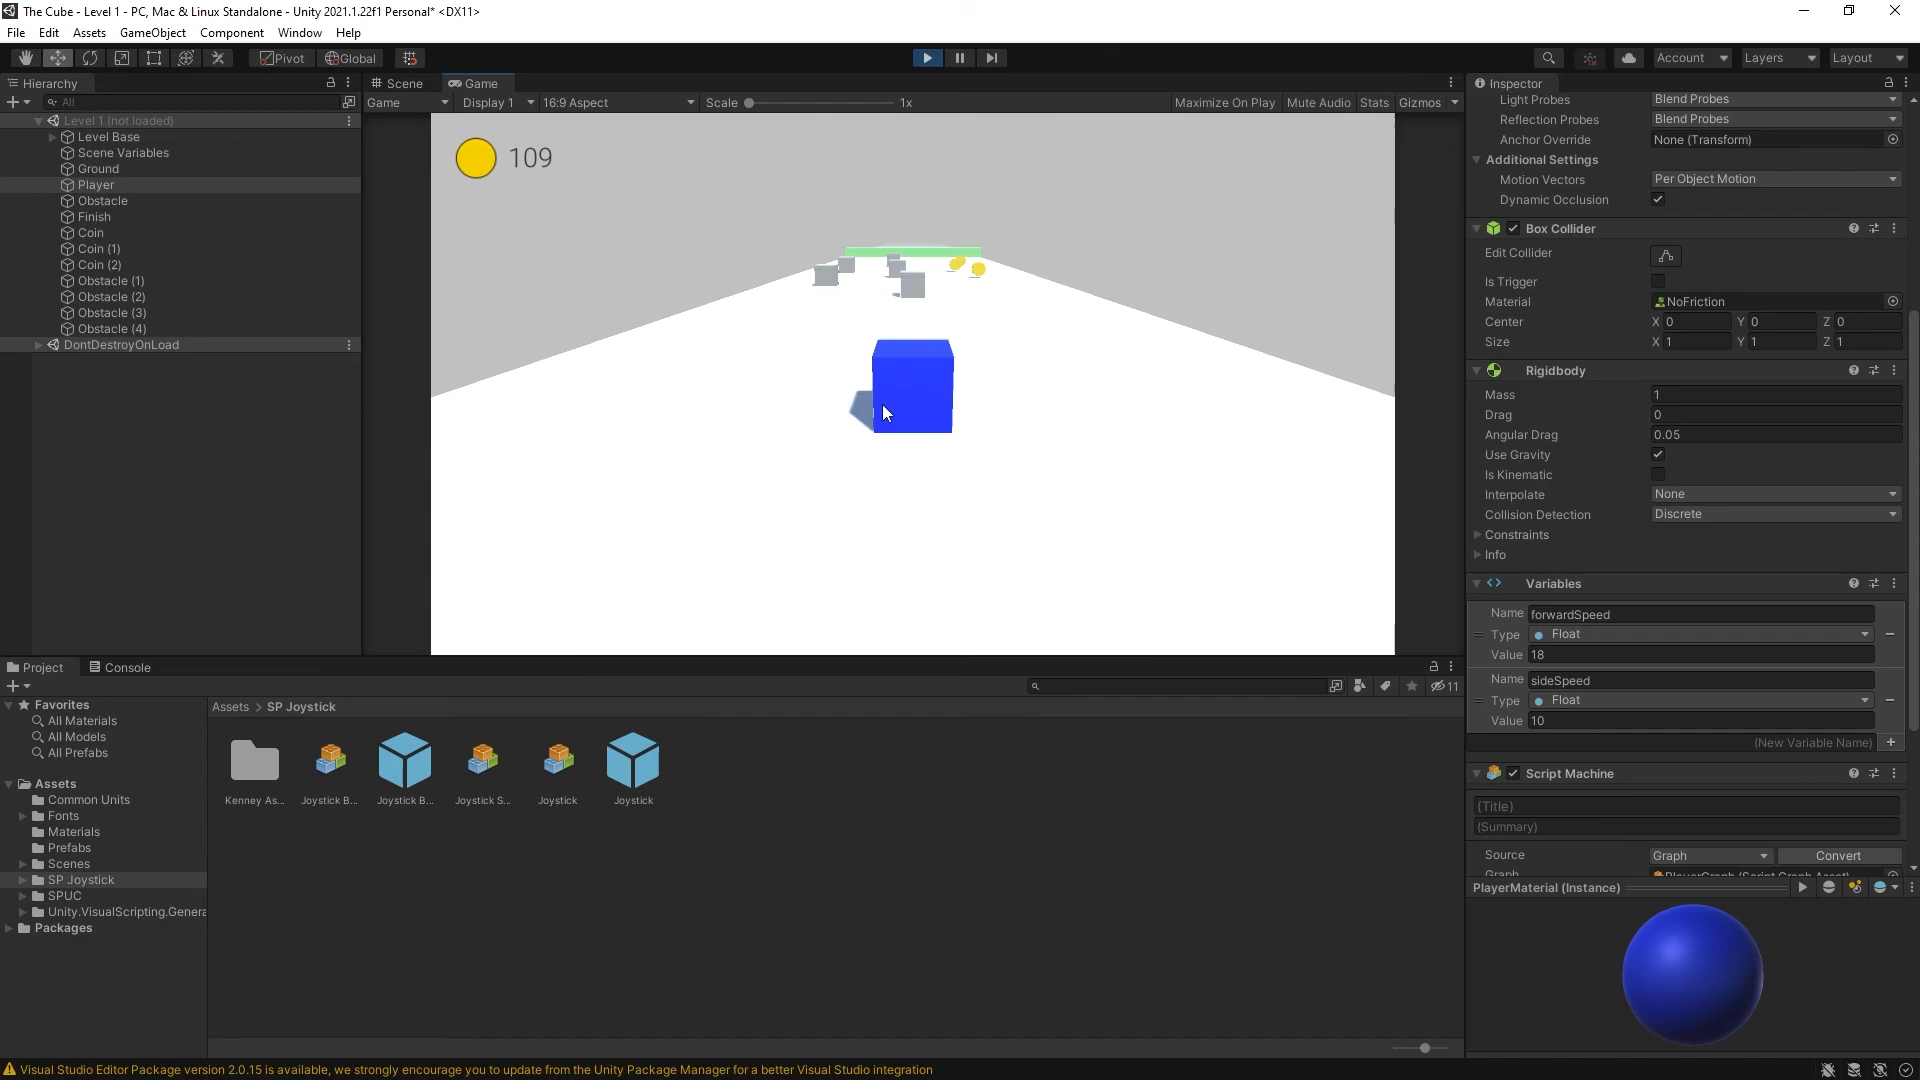 The Cube - Level 1 - PC, Mac & Linux Standalone - Unity 2021.1.22f1 Personal* <DX11>
File Edit Assets GameObject Component Window Help
Pivot Global Account Layers Layout
Hierarchy
All
Level 1 (not loaded)
Level Base
Scene Variables
Ground
Player
Obstacle
Finish
Coin
Coin (1)
Coin (2)
Obstacle (1)
Obstacle (2)
Obstacle (3)
Obstacle (4)
DontDestroyOnLoad
Scene Game
Game Display 1 16:9 Aspect Scale 1x Maximize On Play Mute Audio Stats Gizmos
109
Inspector
Light Probes Blend Probes
Reflection Probes Blend Probes
Anchor Override None (Transform)
Additional Settings
Motion Vectors Per Object Motion
Dynamic Occlusion
Box Collider
Edit Collider
Is Trigger
Material NoFriction
Center X 0 Y 0 Z 0
Size X 1 Y 1 Z 1
Rigidbody
Mass 1
Drag 0
Angular Drag 0.05
Use Gravity
Is Kinematic
Interpolate None
Collision Detection Discrete
Constraints
Info
Variables
Name forwardSpeed
Type Float
Value 18
Name sideSpeed
Type Float
Value 10
(New Variable Name)
Script Machine
(Title)
(Summary)
Source Graph Convert
Graph PlayerGraph (Script Graph Asset)
PlayerMaterial (Instance)
Project Console
11
Favorites
All Materials
All Models
All Prefabs
Assets
Common Units
Fonts
Materials
Prefabs
Scenes
SP Joystick
SPUC
Unity.VisualScripting.Genera
Packages
Assets > SP Joystick
Kenney As... Joystick B... Joystick B... Joystick S... Joystick Joystick
Visual Studio Editor Package version 2.0.15 is available, we strongly encourage you to update from the Unity Package Manager for a better Visual Studio integration